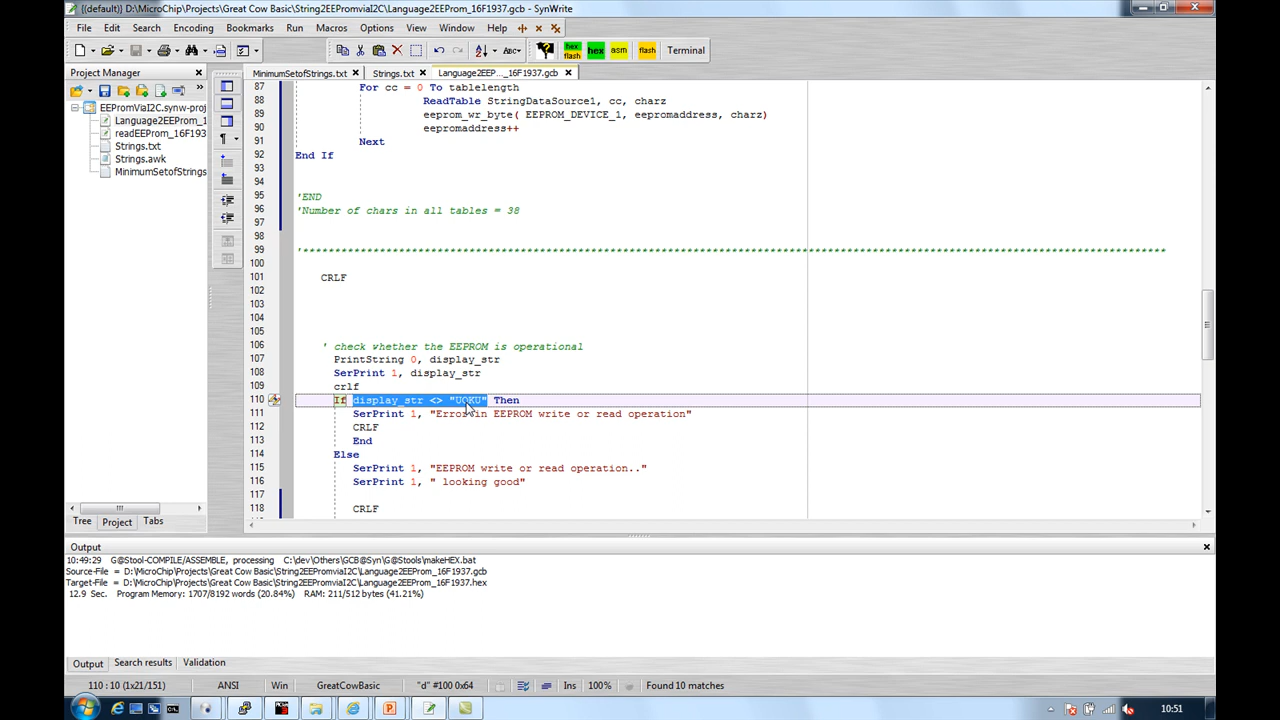 [(default)] D:\MicroChip\Projects\Great Cow Basic\String2EEPromviaI2C\Language2EEProm_16F1937.gcb - SynWrite
File Edit Search Encoding Bookmarks Run Macros Options View Window Help
hex flash hex asm flash Terminal
Project Manager
MinimumSetofStrings.txt Strings.txt Language2EEP..._16F1937.gcb
EEPromViaI2C.synw-proj
Language2EEProm_1
readEEProm_16F193
Strings.txt
Strings.awk
MinimumSetofStrings
87 For cc = 0 To tablelength
88 ReadTable StringDataSource1, cc, charz
89 eeprom_wr_byte( EEPROM_DEVICE_1, eepromaddress, charz)
90 eepromaddress++
91 Next
92 End If
93
94
95 'END
96 'Number of chars in all tables = 38
97
98
99 '***************************************************************************************************************************************
100
101 CRLF
102
103
104
105
106 ' check whether the EEPROM is operational
107 PrintString 0, display_str
108 SerPrint 1, display_str
109 crlf
110 If display_str <> "UOKU" Then
111 SerPrint 1, "Error in EEPROM write or read operation"
112 CRLF
113 End
114 Else
115 SerPrint 1, "EEPROM write or read operation.."
116 SerPrint 1, " looking good"
117
118 CRLF
Tree Project Tabs
Output
10:49:29 G@Stool-COMPILE/ASSEMBLE, processing C:\dev\Others\GCB@Syn\G@Stools\makeHEX.bat
Source-File = D:\MicroChip\Projects\Great Cow Basic\String2EEPromviaI2C\Language2EEProm_16F1937.gcb
Target-File = D:\MicroChip\Projects\Great Cow Basic\String2EEPromviaI2C\Language2EEProm_16F1937.hex
12.9 Sec. Program Memory: 1707/8192 words (20.84%) RAM: 211/512 bytes (41.21%)
Output Search results Validation
110 : 10 (1x21/151) ANSI Win GreatCowBasic "d" #100 0x64 Ins 100% Found 10 matches
10:51